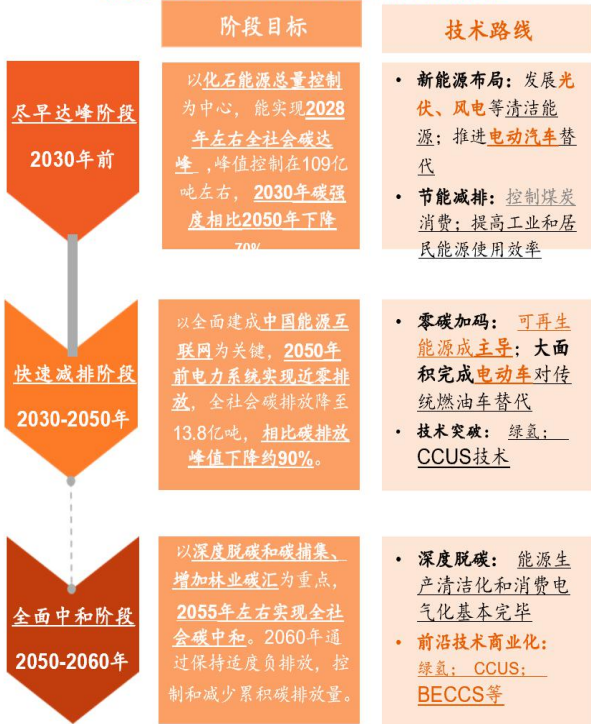 阶段目标
技术路线
尽早达峰阶段
2030年前
以化石能源总量控制
为中心，能实现2028
年左右全社会碳达
峰,峰值控制在109亿
吨左右，2030年碳强
度相比2050年下降
70%
• 新能源布局：发展光
伏、风电等清洁能
源；推进电动汽车替
代
• 节能减排：控制煤炭
消费；提高工业和居
民能源使用效率
快速减排阶段
2030-2050年
以全面建成中国能源互
联网为关键，2050年
前电力系统实现近零排
放，全社会碳排放降至
13.8亿吨，相比碳排放
峰值下降约90%。
• 零碳加码：可再生
能源成主导；大面
积完成电动车对传
统燃油车替代
• 技术突破：绿氢；
CCUS技术
全面中和阶段
2050-2060年
以深度脱碳和碳捕集、
增加林业碳汇为重点，
2055年左右实现全社
会碳中和。2060年通
过保持适度负排放，控
制和减少累积碳排放量。
• 深度脱碳：能源生
产清洁化和消费电
气化基本完毕
• 前沿技术商业化：
绿氢；CCUS；
BECCS等